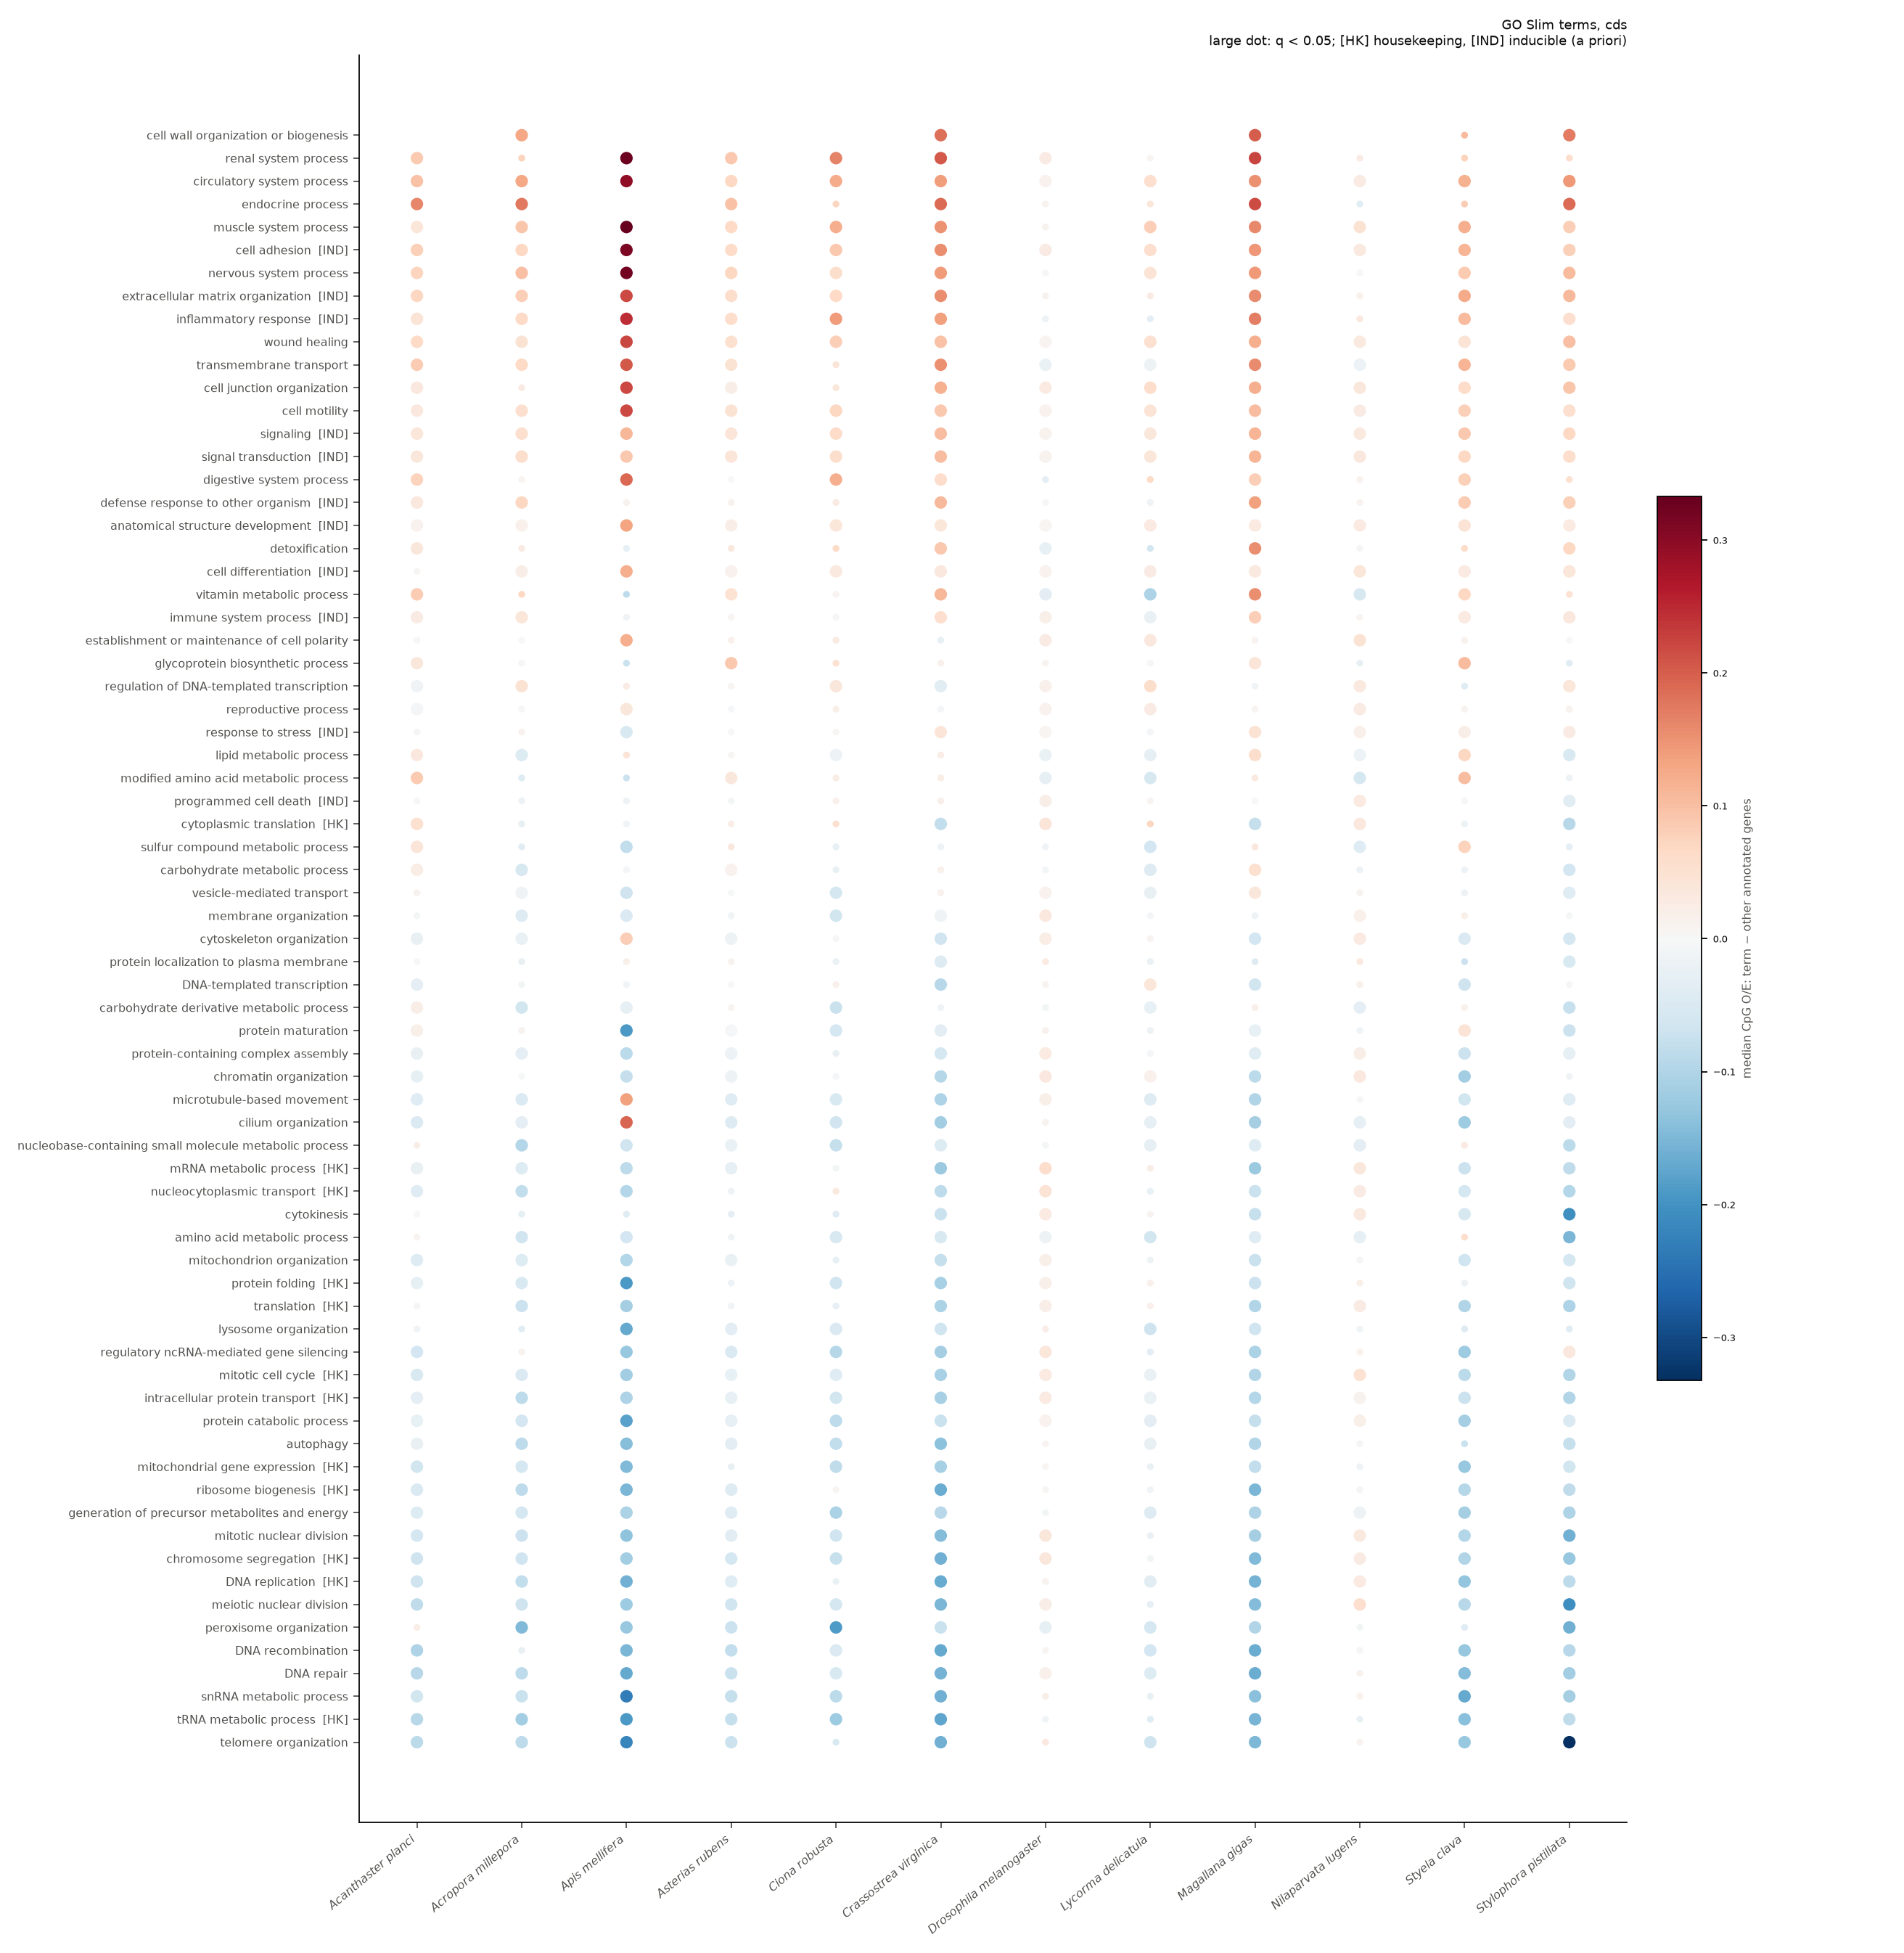 GO Slim terms, cds
large dot: q < 0.05; [HK] housekeeping, [IND] inducible (a priori)
cell wall organization or biogenesis
renal system process
circulatory system process
endocrine process
muscle system process
cell adhesion [IND]
nervous system process
extracellular matrix organization [IND]
inflammatory response [IND]
wound healing
transmembrane transport
cell junction organization
cell motility
signaling [IND]
signal transduction [IND]
digestive system process
defense response to other organism [IND]
anatomical structure development [IND]
detoxification
cell differentiation [IND]
vitamin metabolic process
immune system process [IND]
establishment or maintenance of cell polarity
glycoprotein biosynthetic process
regulation of DNA-templated transcription
reproductive process
response to stress [IND]
lipid metabolic process
modified amino acid metabolic process
programmed cell death [IND]
cytoplasmic translation [HK]
sulfur compound metabolic process
carbohydrate metabolic process
vesicle-mediated transport
membrane organization
cytoskeleton organization
protein localization to plasma membrane
DNA-templated transcription
carbohydrate derivative metabolic process
protein maturation
protein-containing complex assembly
chromatin organization
microtubule-based movement
cilium organization
nucleobase-containing small molecule metabolic process
mRNA metabolic process [HK]
nucleocytoplasmic transport [HK]
cytokinesis
amino acid metabolic process
mitochondrion organization
protein folding [HK]
translation [HK]
lysosome organization
regulatory ncRNA-mediated gene silencing
mitotic cell cycle [HK]
intracellular protein transport [HK]
protein catabolic process
autophagy
mitochondrial gene expression [HK]
ribosome biogenesis [HK]
generation of precursor metabolites and energy
mitotic nuclear division
chromosome segregation [HK]
DNA replication [HK]
meiotic nuclear division
peroxisome organization
DNA recombination
DNA repair
snRNA metabolic process
tRNA metabolic process [HK]
telomere organization
Acanthaster planci
Acropora millepora
Apis mellifera
Asterias rubens
Ciona robusta
Crassostrea virginica
Drosophila melanogaster
Lycorma delicatula
Magallana gigas
Nilaparvata lugens
Styela clava
Stylophora pistillata
0.3
0.2
0.1
0.0
−0.1
−0.2
−0.3
median CpG O/E: term − other annotated genes